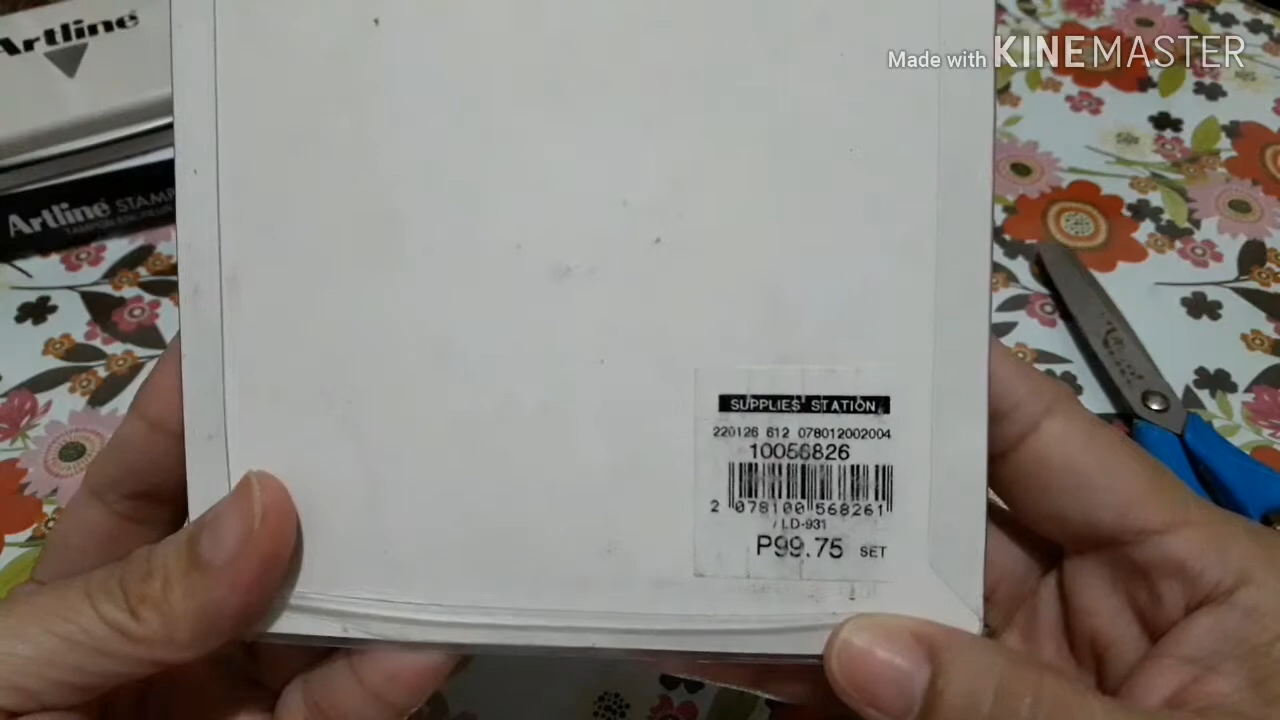 Artline
Made with KINEMASTER
Artline STAMP
SUPPLIES' STATION
220126 612 078012002004
10056826
2 078100 568261
/ LD-931
P99.75 SET